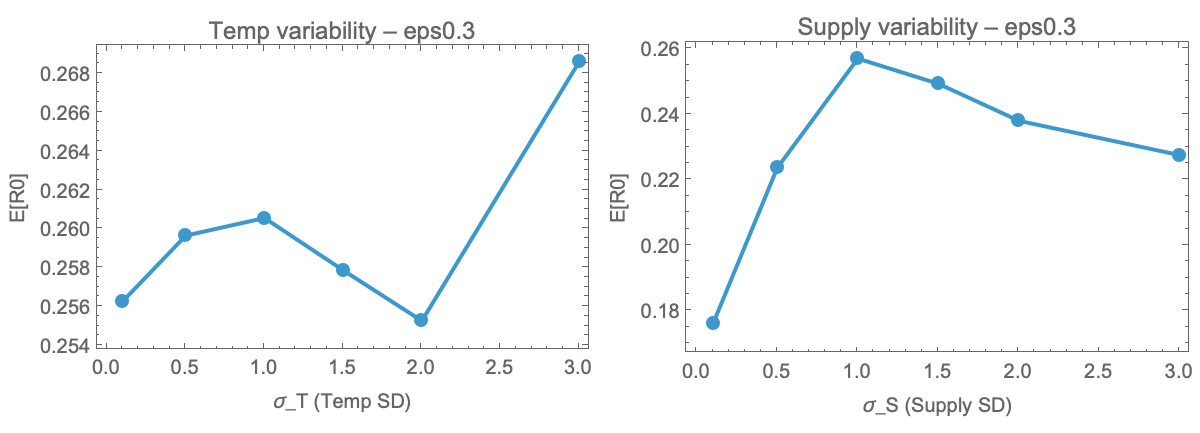 Temp variability – eps0.3
E[R0]
0.268
0.266
0.264
0.262
0.260
0.258
0.256
0.254
0.0 0.5 1.0 1.5 2.0 2.5 3.0
σ_T (Temp SD)
Supply variability – eps0.3
E[R0]
0.26
0.24
0.22
0.20
0.18
0.0 0.5 1.0 1.5 2.0 2.5 3.0
σ_S (Supply SD)